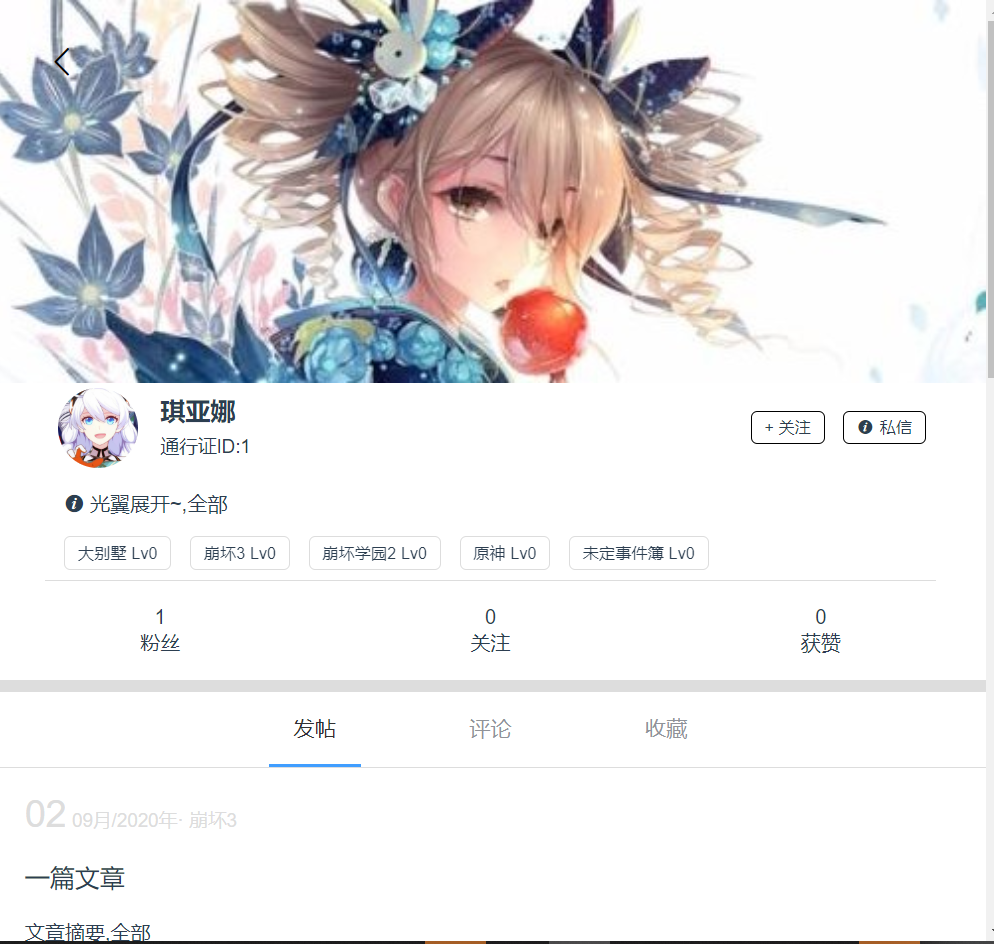 琪亚娜
通行证ID:1
+ 关注
私信
光翼展开~,全部
大别墅 Lv0
崩坏3 Lv0
崩坏学园2 Lv0
原神 Lv0
未定事件簿 Lv0
1
粉丝
0
关注
0
获赞
发帖
评论
收藏
02 09月/2020年· 崩坏3
一篇文章
文章摘要,全部